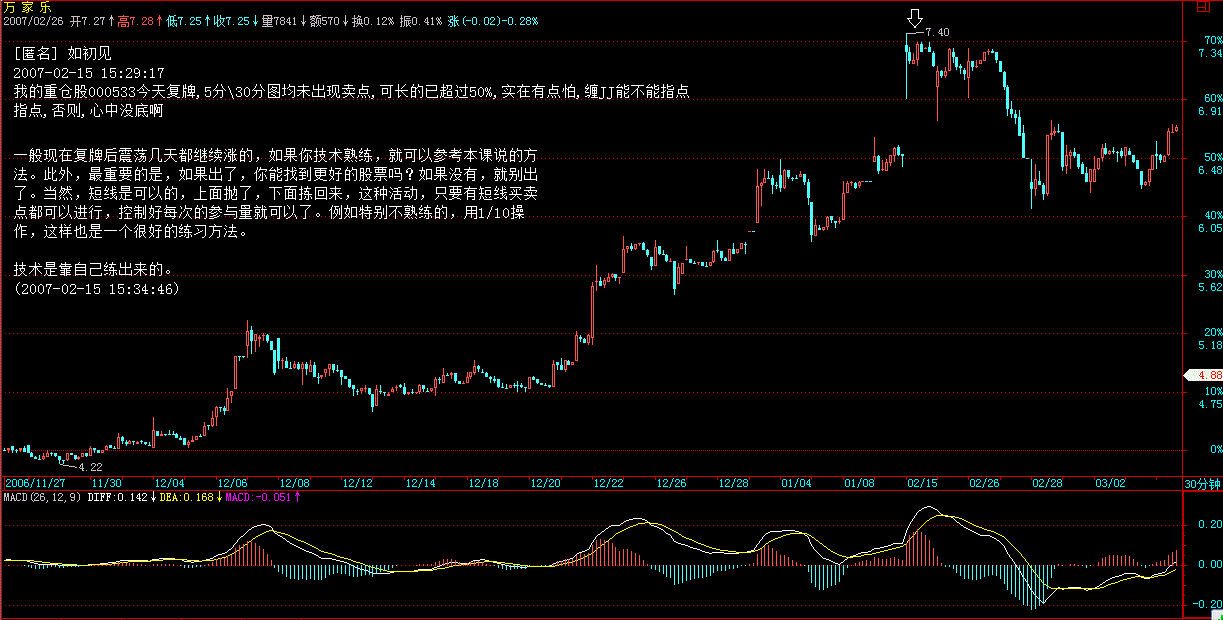 万家乐
2007/02/26 开7.27↑高7.28↑低7.25↑收7.25↓量7841↓额570↓换0.12% 振0.41% 涨(-0.02)-0.28%
[匿名] 如初见
2007-02-15 15:29:17
我的重仓股000533今天复牌,5分\30分图均未出现卖点,可长的已超过50%,实在有点怕,缠JJ能不能指点
指点,否则,心中没底啊
一般现在复牌后震荡几天都继续涨的，如果你技术熟练，就可以参考本课说的方
法。此外，最重要的是，如果出了，你能找到更好的股票吗？如果没有，就别出
了。当然，短线是可以的，上面抛了，下面拣回来，这种活动，只要有短线买卖
点都可以进行，控制好每次的参与量就可以了。例如特别不熟练的，用1/10操
作，这样也是一个很好的练习方法。
技术是靠自己练出来的。
(2007-02-15 15:34:46)
7.40
4.22
70%
7.34
60%
6.91
50%
6.48
40%
6.05
30%
5.62
20%
5.18
4.88
10%
4.75
0%
2006/11/27 11/30 12/04 12/06 12/08 12/12 12/14 12/18 12/20 12/22 12/26 12/28 01/04 01/08 02/15 02/26 02/28 03/02 30分钟
MACD(26,12,9) DIFF:0.142↓DEA:0.168↓MACD:-0.051↑
0.20
0.00
-0.20